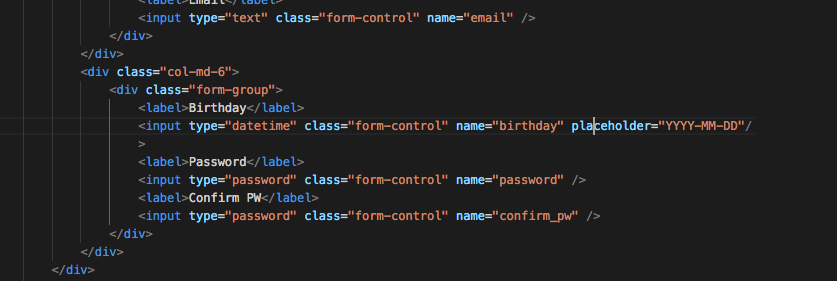 <label>Email</label>
<input type="text" class="form-control" name="email" />
</div>
</div>
<div class="col-md-6">
<div class="form-group">
<label>Birthday</label>
<input type="datetime" class="form-control" name="birthday" placeholder="YYYY-MM-DD"/
>
<label>Password</label>
<input type="password" class="form-control" name="password" />
<label>Confirm PW</label>
<input type="password" class="form-control" name="confirm_pw" />
</div>
</div>
</div>